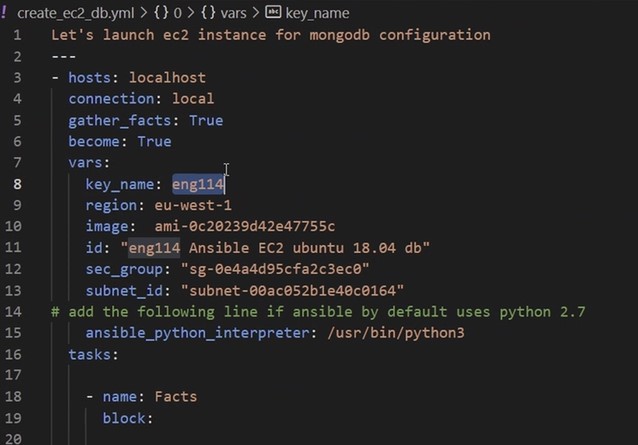 ! create_ec2_db.yml > {} 0 > {} vars > abc key_name
1 Let's launch ec2 instance for mongodb configuration
2 ---
3 - hosts: localhost
4 connection: local
5 gather_facts: True
6 become: True
7 vars:
8 key_name: eng114
9 region: eu-west-1
10 image:  ami-0c20239d42e47755c
11 id: "eng114 Ansible EC2 ubuntu 18.04 db"
12 sec_group: "sg-0e4a4d95cfa2c3ec0"
13 subnet_id: "subnet-00ac052b1e40c0164"
14 # add the following line if ansible by default uses python 2.7
15 ansible_python_interpreter: /usr/bin/python3
16 tasks:
17
18 - name: Facts
19 block:
20